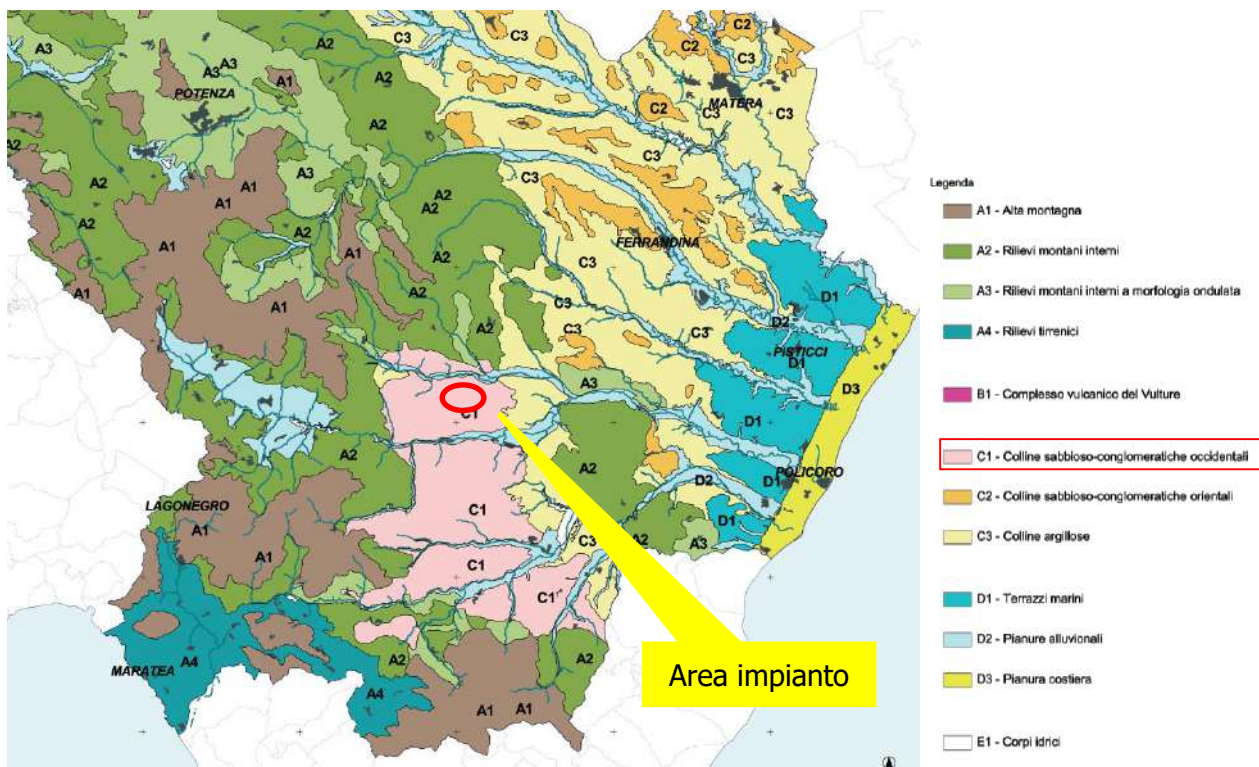 C2
C2
C3
C3
A2
A3
A3
A3
A1
A2
POTENZA
MATERA
C2
C3
C3
C3
A2
A2
A2
A1
A3
A1
A2
A2
A2
C3
C3
A2
A1
A1
A2
FERRANDINA
C3
A1
A1
A2
C3
D1
A2
C3
C3
D2
PISTICCI
D1
A3
D3
C1
D1
A2
A2
POLICORO
D1
D2
LAGONEGRO
A1
C1
C3
A2
A3
D1
A1
C1
C1
MARATEA
A4
A2
A2
A4
A1
A1
Area impianto
Legenda
A1 - Alta montagna
A2 - Rilievi montani interni
A3 - Rilievi montani interni a morfologia ondulata
A4 - Rilievi tirrenici
B1 - Complesso vulcanico del Vulture
C1 - Colline sabbioso-conglomeratiche occidentali
C2 - Colline sabbioso-conglomeratiche orientali
C3 - Colline argillose
D1 - Terrazzi marini
D2 - Pianure alluvionali
D3 - Pianura costiera
E1 - Corpi idrici